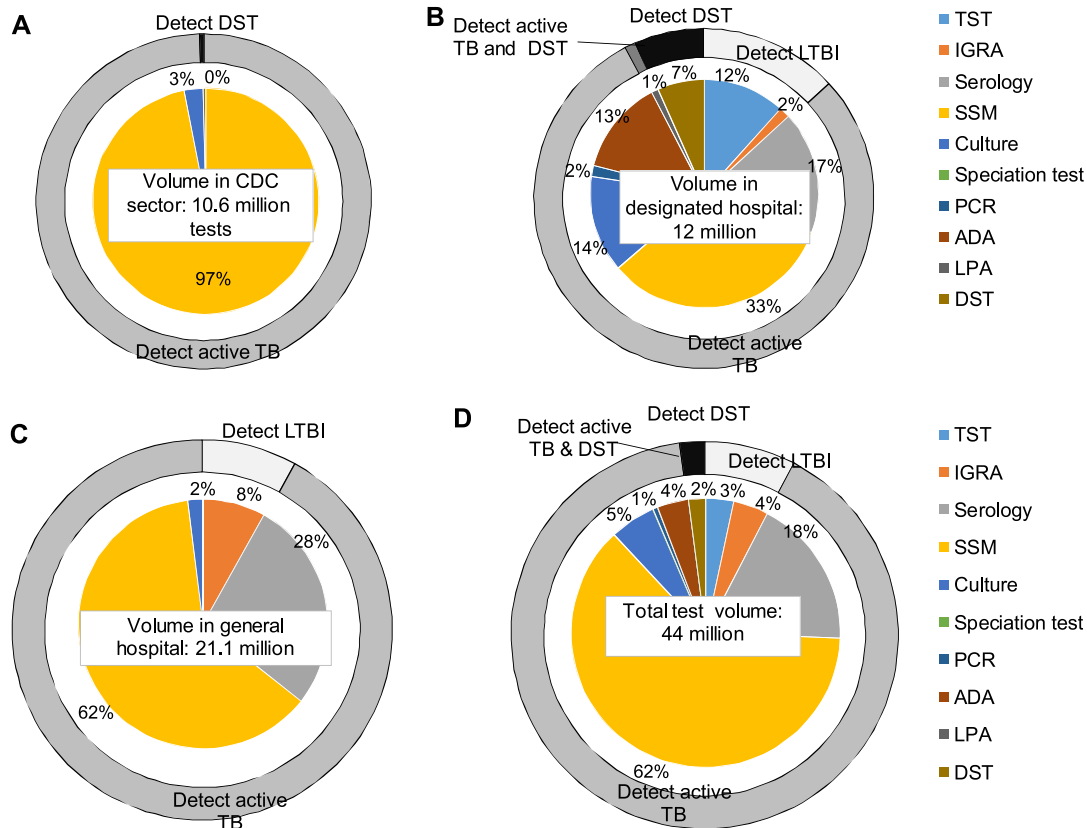 A
Detect DST
3%
0%
Volume in CDC
sector: 10.6 million
tests
97%
Detect active TB
B
Detect DST
Detect active
TB and DST
Detect LTBI
1%
7%
12%
2%
13%
17%
2%
Volume in
designated hospital:
12 million
14%
33%
Detect active
TB
TST
IGRA
Serology
SSM
Culture
Speciation test
PCR
ADA
LPA
DST
C
Detect LTBI
2%
8%
28%
Volume in general
hospital: 21.1 million
62%
Detect active
TB
D
Detect DST
Detect active
TB & DST
Detect LTBI
5%
1%
4%
2%
3%
4%
18%
Total test volume:
44 million
62%
Detect active
TB
TST
IGRA
Serology
SSM
Culture
Speciation test
PCR
ADA
LPA
DST